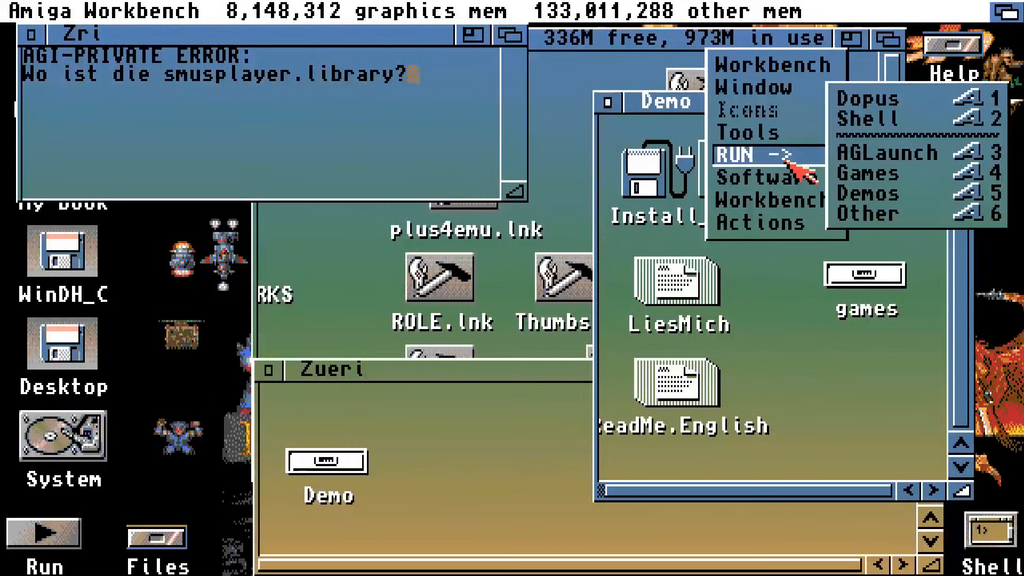 Amiga Workbench 8,148,312 graphics mem 133,011,288 other mem
Zri
AGI-PRIVATE ERROR:
Wo ist die smusplayer.library?
336M free, 973M in use
Help
Demo
Workbench
Window
Icons
Tools
RUN ->
Softwa
Workbench
Actions
Dopus 1
Shell 2
AGLaunch 3
Games 4
Demos 5
Other 6
My Book
WinDH_C
Desktop
System
Run
Files
plus4emu.lnk
RKS
ROLE.lnk
Thumbs
Install_
LiesMich
games
eadMe.English
Zueri
Demo
1>
Shell